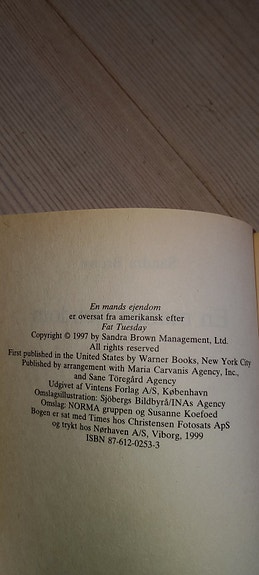 En mands ejendom
er oversat fra amerikansk efter
Fat Tuesday
Copyright © 1997 by Sandra Brown Management, Ltd.
All rights reserved
First published in the United States by Warner Books, New York City
Published by arrangement with Maria Carvanis Agency, Inc.,
and Sane Töregård Agency
Udgivet af Vintens Forlag A/S, København
Omslagsillustration: Sjöbergs Bildbyrå/INAs Agency
Omslag: NORMA gruppen og Susanne Koefoed
Bogen er sat med Times hos Christensen Fotosats ApS
og trykt hos Nørhaven A/S, Viborg, 1999
ISBN 87-612-0253-3